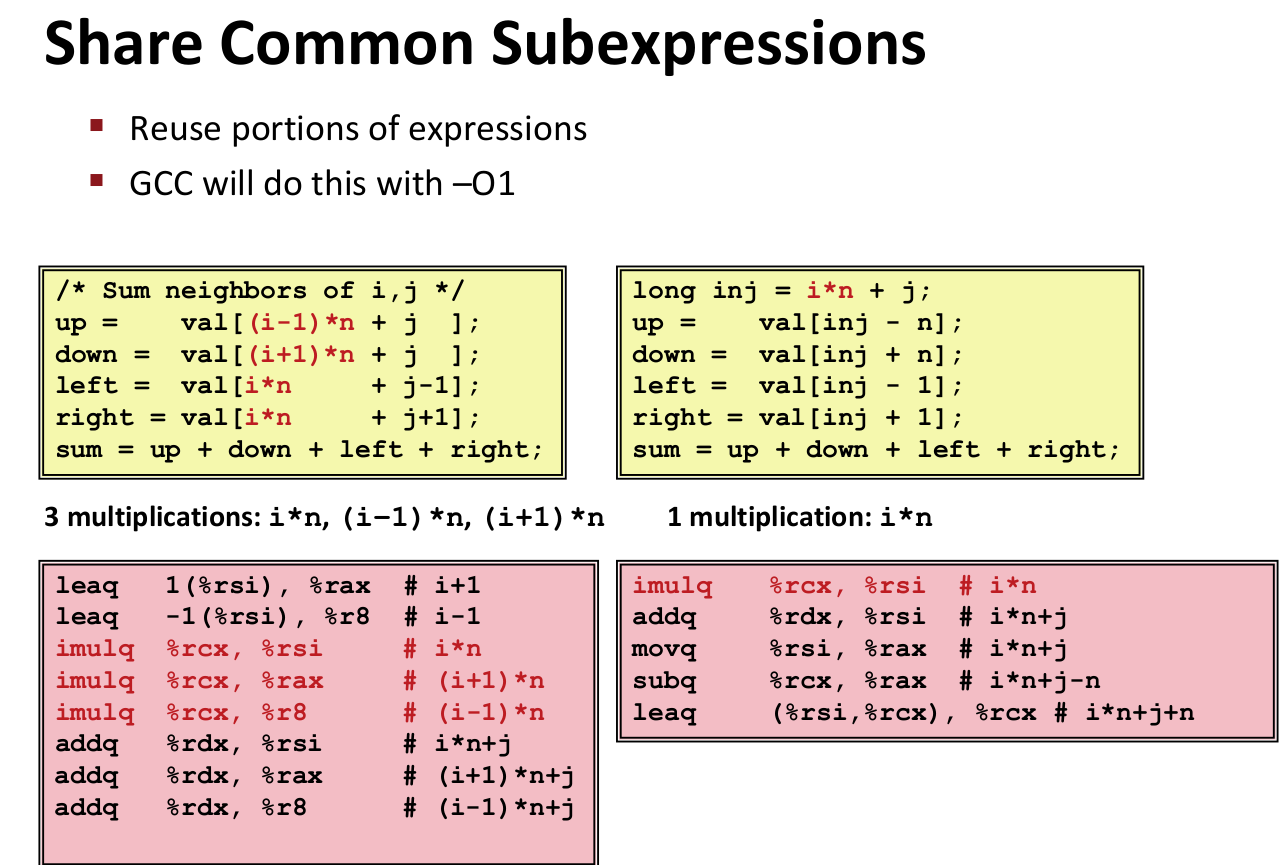 Share Common Subexpressions
▪ Reuse portions of expressions
▪ GCC will do this with –O1
/* Sum neighbors of i,j */
up =    val[(i-1)*n + j  ];
down =  val[(i+1)*n + j  ];
left =  val[i*n     + j-1];
right = val[i*n     + j+1];
sum = up + down + left + right;
3 multiplications: i*n, (i–1)*n, (i+1)*n
leaq   1(%rsi), %rax  # i+1
leaq   -1(%rsi), %r8  # i-1
imulq  %rcx, %rsi     # i*n
imulq  %rcx, %rax     # (i+1)*n
imulq  %rcx, %r8      # (i-1)*n
addq   %rdx, %rsi     # i*n+j
addq   %rdx, %rax     # (i+1)*n+j
addq   %rdx, %r8      # (i-1)*n+j
long inj = i*n + j;
up =    val[inj - n];
down =  val[inj + n];
left =  val[inj - 1];
right = val[inj + 1];
sum = up + down + left + right;
1 multiplication: i*n
imulq    %rcx, %rsi  # i*n
addq     %rdx, %rsi  # i*n+j
movq     %rsi, %rax  # i*n+j
subq     %rcx, %rax  # i*n+j-n
leaq     (%rsi,%rcx), %rcx # i*n+j+n